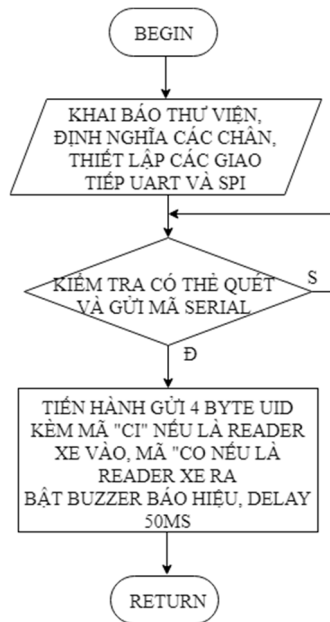 BEGIN
KHAI BÁO THƯ VIỆN,
ĐỊNH NGHĨA CÁC CHÂN,
THIẾT LẬP CÁC GIAO
TIẾP UART VÀ SPI
KIỂM TRA CÓ THẺ QUÉT
VÀ GỬI MÃ SERIAL
S
Đ
TIẾN HÀNH GỬI 4 BYTE UID
KÈM MÃ "CI" NẾU LÀ READER
XE VÀO, MÃ "CO NẾU LÀ
READER XE RA
BẬT BUZZER BÁO HIỆU, DELAY
50MS
RETURN